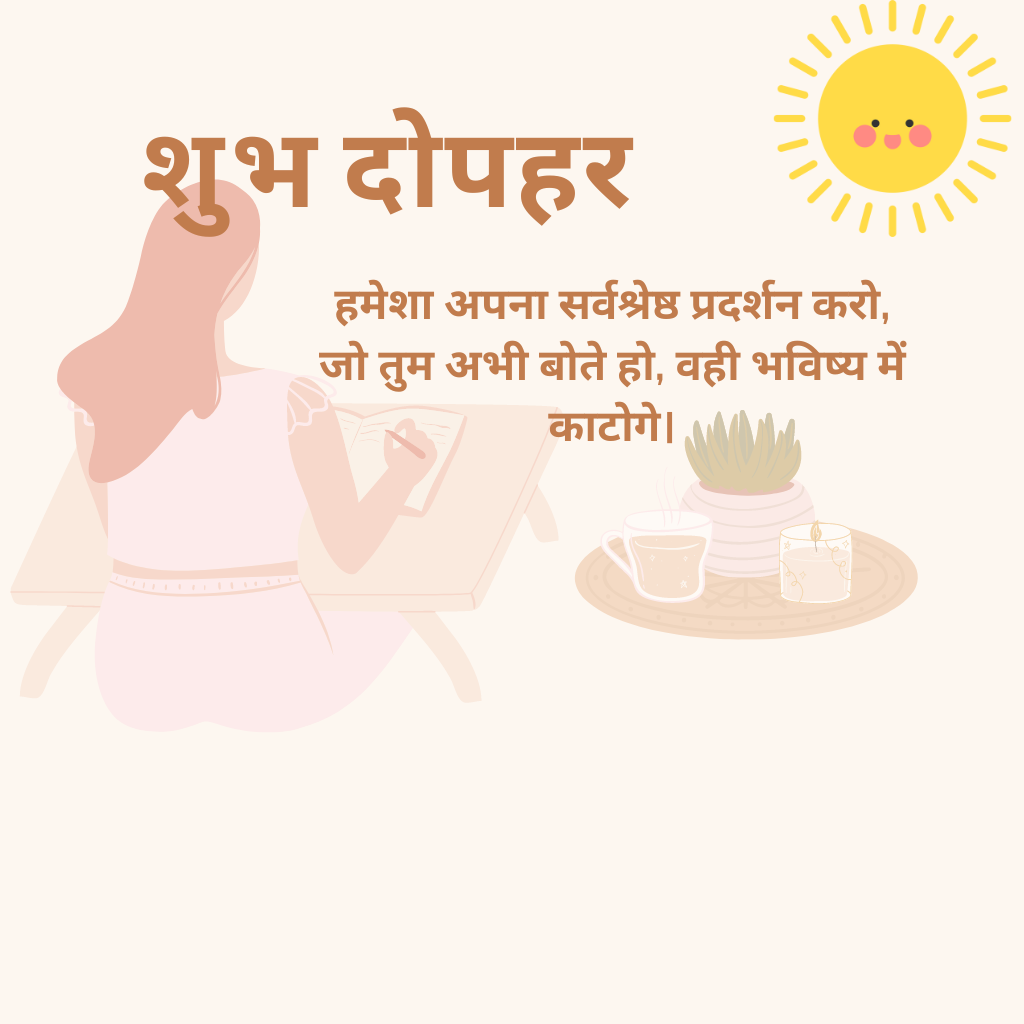 शुभ दोपहर
हमेशा अपना सर्वश्रेष्ठ प्रदर्शन करो,
जो तुम अभी बोते हो, वही भविष्य में
काटोगे।